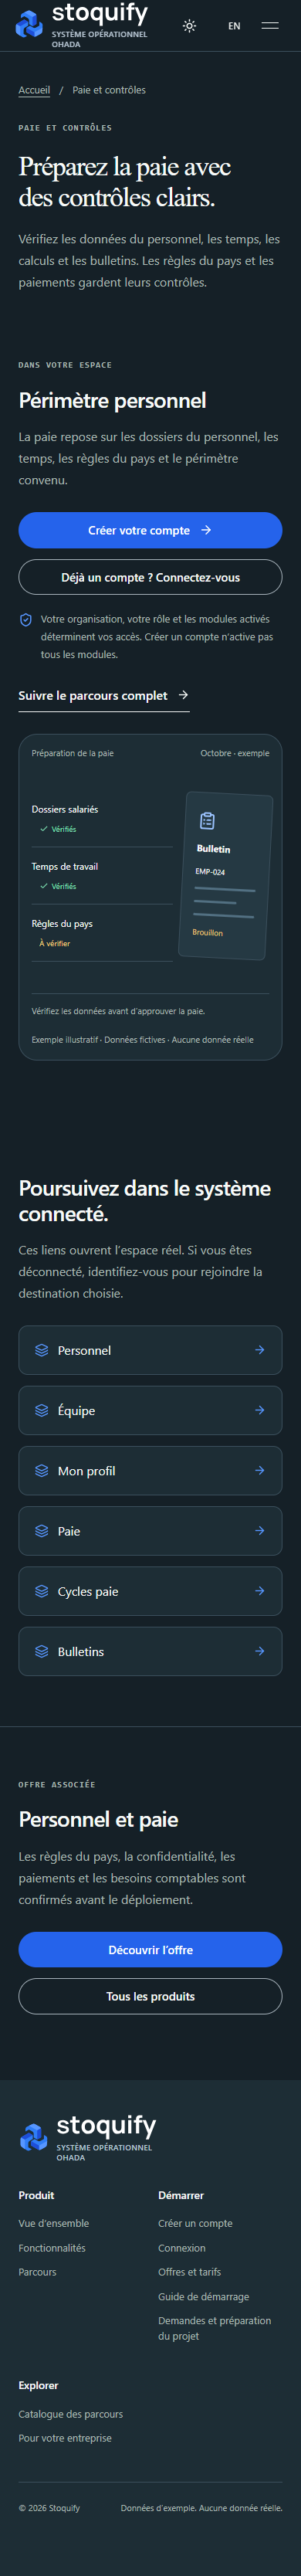 stoquify
SYSTÈME OPÉRATIONNEL
OHADA
EN
Accueil / Paie et contrôles
PAIE ET CONTRÔLES
Préparez la paie avec
des contrôles clairs.
Vérifiez les données du personnel, les temps, les
calculs et les bulletins. Les règles du pays et les
paiements gardent leurs contrôles.
DANS VOTRE ESPACE
Périmètre personnel
La paie repose sur les dossiers du personnel, les
temps, les règles du pays et le périmètre
convenu.
Créer votre compte
Déjà un compte ? Connectez-vous
Votre organisation, votre rôle et les modules activés
déterminent vos accès. Créer un compte n’active pas
tous les modules.
Suivre le parcours complet
Préparation de la paie
Octobre · exemple
Dossiers salariés
Vérifiés
Temps de travail
Vérifiés
Règles du pays
À vérifier
Bulletin
EMP-024
Brouillon
Vérifiez les données avant d’approuver la paie.
Exemple illustratif · Données fictives · Aucune donnée réelle
Poursuivez dans le système
connecté.
Ces liens ouvrent l’espace réel. Si vous êtes
déconnecté, identifiez-vous pour rejoindre la
destination choisie.
Personnel
Équipe
Mon profil
Paie
Cycles paie
Bulletins
OFFRE ASSOCIÉE
Personnel et paie
Les règles du pays, la confidentialité, les
paiements et les besoins comptables sont
confirmés avant le déploiement.
Découvrir l’offre
Tous les produits
stoquify
SYSTÈME OPÉRATIONNEL
OHADA
Produit
Vue d’ensemble
Fonctionnalités
Parcours
Démarrer
Créer un compte
Connexion
Offres et tarifs
Guide de démarrage
Demandes et préparation
du projet
Explorer
Catalogue des parcours
Pour votre entreprise
© 2026 Stoquify
Données d’exemple. Aucune donnée réelle.